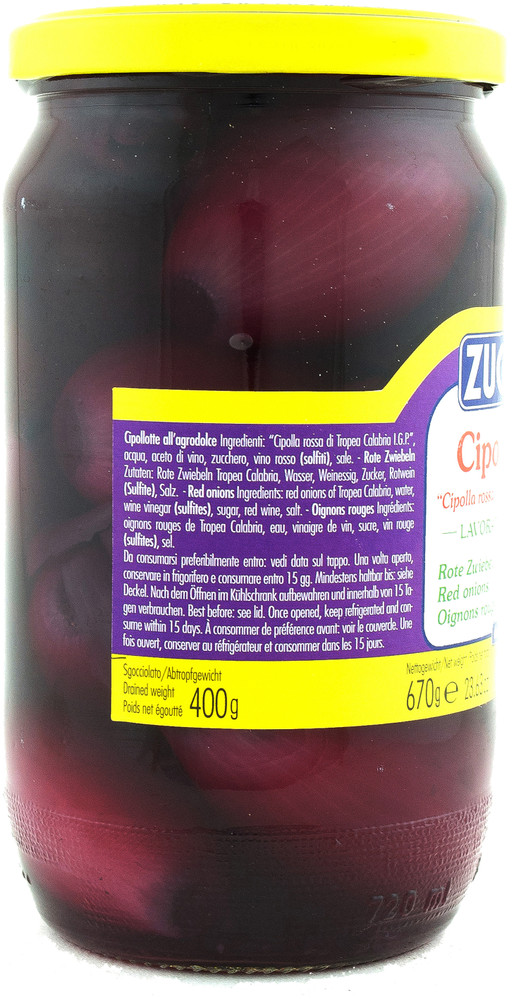 ZU
Cipo
"Cipolla rossa
LAVOR
Rote Zwieb
Red onions
Oignons
Cipollotte all'agrodolce Ingredienti: "Cipolla rossa di Tropea Calabria I.G.P.",
acqua, aceto di vino, zucchero, vino rosso (solfiti), sale. - Rote Zwiebeln
Zutaten: Rote Zwiebeln Tropea Calabria, Wasser, Weinessig, Zucker, Rotwein
(Sulfite), Salz. - Red onions Ingredients: red onions of Tropea Calabria, water,
wine vinegar (sulfites), sugar, red wine, salt. - Oignons rouges Ingrédients:
oignons rouges de Tropea Calabria, eau, vinaigre de vin, sucre, vin rouge
(sulfites), sel.
Da consumarsi preferibilmente entro: vedi data sul tappo. Una volta aperto,
conservare in frigorifero e consumare entro 15 gg. Mindestens haltbar bis: siehe
Deckel. Nach dem Öffnen im Kühlschrank aufbewahren und innerhalb von 15 Ta-
gen verbrauchen. Best before: see lid. Once opened, keep refrigerated and con-
sume within 15 days. À consommer de préférence avant: voir le couvercle. Une
fois ouvert, conserver au réfrigérateur et consommer dans les 15 jours.
Sgocciolato/Abtropfgewicht
Drained weight
Poids net égoutté 400g
Nettogewicht/Net weight
670g℮ 23.63
720 ml